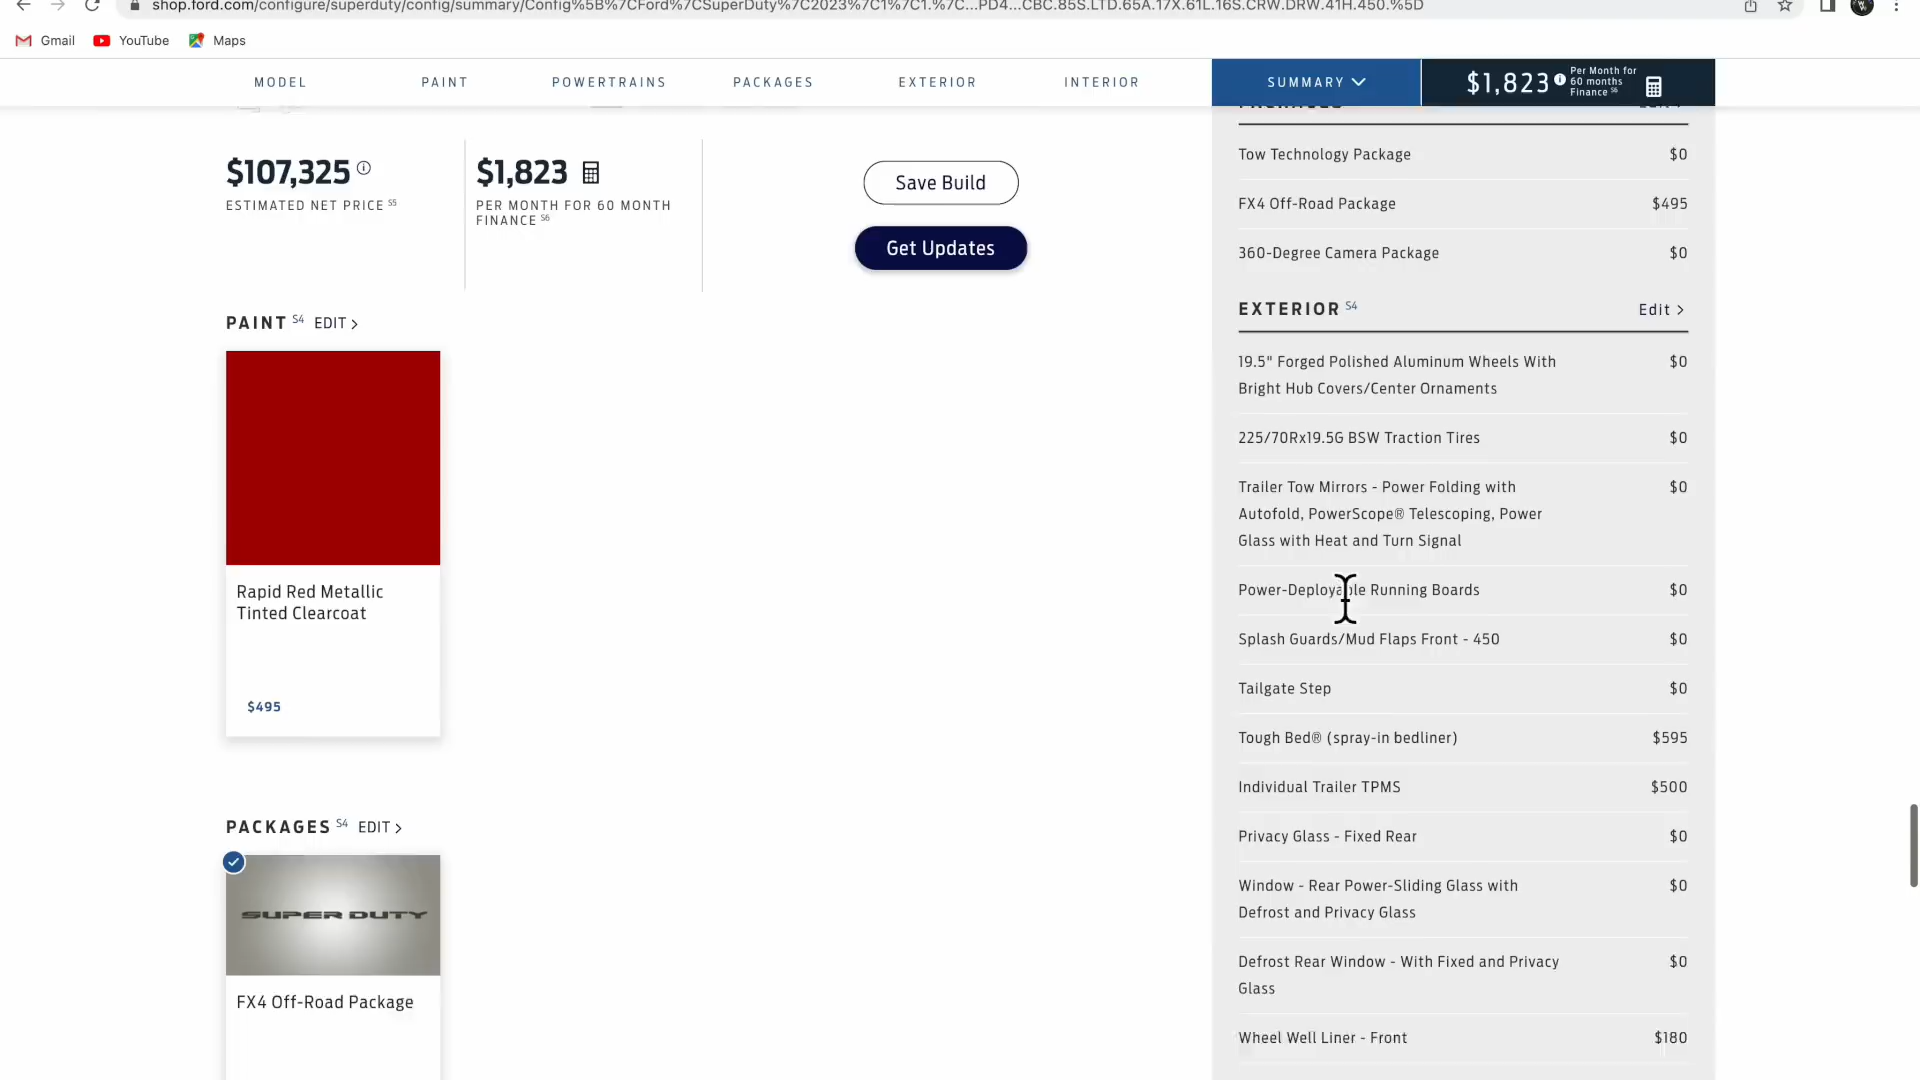 shop.ford.com/configure/superduty/config/summary/Config%5B%7CFord%7CSuperDuty%7C2023%7C1%7C1.%7C...PD4...CBC.85S.LTD.65A.17X.61L.16S.CRW.DRW.41H.450.%5D
Gmail YouTube Maps
MODEL PAINT POWERTRAINS PACKAGES EXTERIOR INTERIOR SUMMARY
$1,823 Per Month for
60 months
Finance S6
$107,325
ESTIMATED NET PRICE S5
$1,823
PER MONTH FOR 60 MONTH
FINANCE S6
Save Build
Get Updates
PAINT S4 EDIT >
Rapid Red Metallic
Tinted Clearcoat
$495
PACKAGES S4 EDIT >
SUPER DUTY
FX4 Off-Road Package
Tow Technology Package $0
FX4 Off-Road Package $495
360-Degree Camera Package $0
EXTERIOR S4 Edit >
19.5" Forged Polished Aluminum Wheels With $0
Bright Hub Covers/Center Ornaments
225/70Rx19.5G BSW Traction Tires $0
Trailer Tow Mirrors - Power Folding with $0
Autofold, PowerScope® Telescoping, Power
Glass with Heat and Turn Signal
Power-Deployable Running Boards $0
Splash Guards/Mud Flaps Front - 450 $0
Tailgate Step $0
Tough Bed® (spray-in bedliner) $595
Individual Trailer TPMS $500
Privacy Glass - Fixed Rear $0
Window - Rear Power-Sliding Glass with $0
Defrost and Privacy Glass
Defrost Rear Window - With Fixed and Privacy $0
Glass
Wheel Well Liner - Front $180